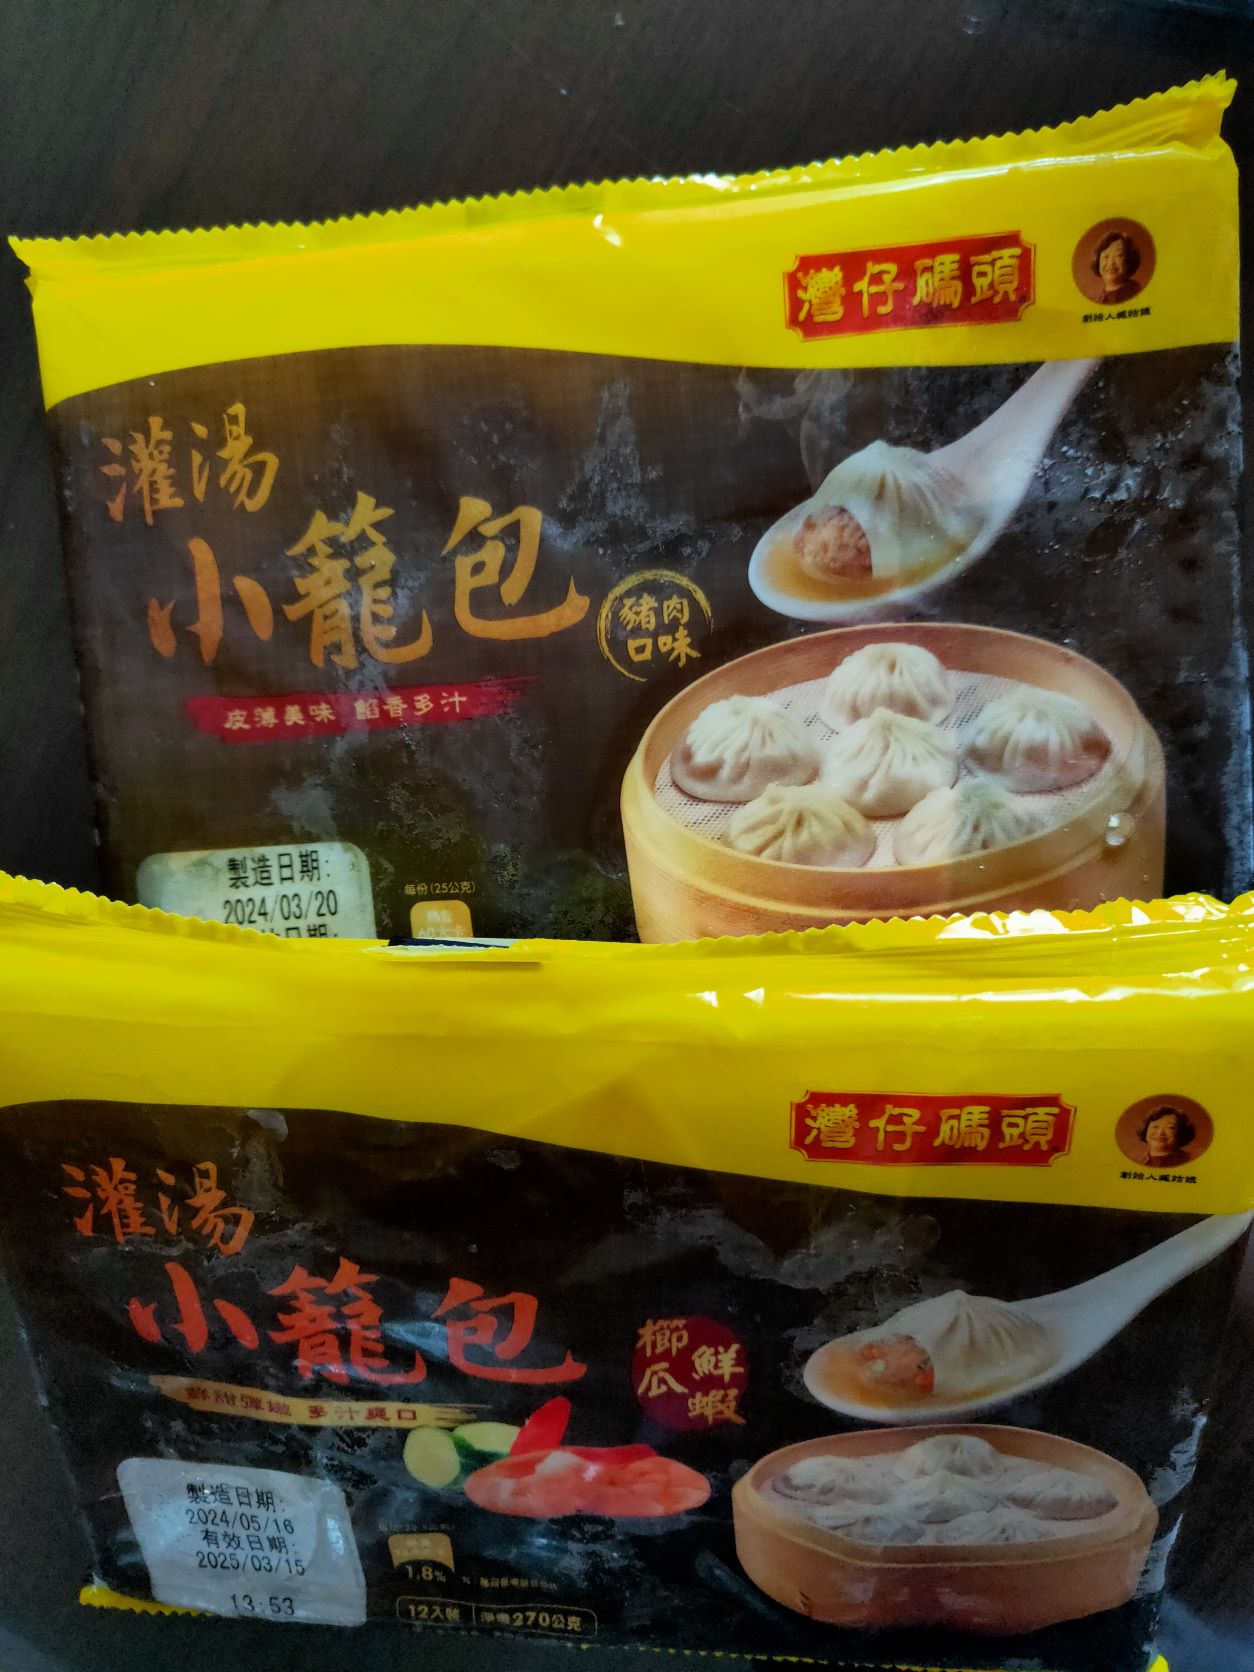 灣仔碼頭
創始人臧姑娘
灌湯
小籠包
豬肉
口味
皮薄美味 餡香多汁
製造日期:
2024/03/20
每份(25公克)
熱量
灣仔碼頭
創始人臧姑娘
灌湯
小籠包
櫛瓜
鮮蝦
鮮甜彈嫩 多汁爽口
製造日期:
2024/05/16
有效日期:
2025/03/15
13:53
1.8%
12入裝 淨重270公克